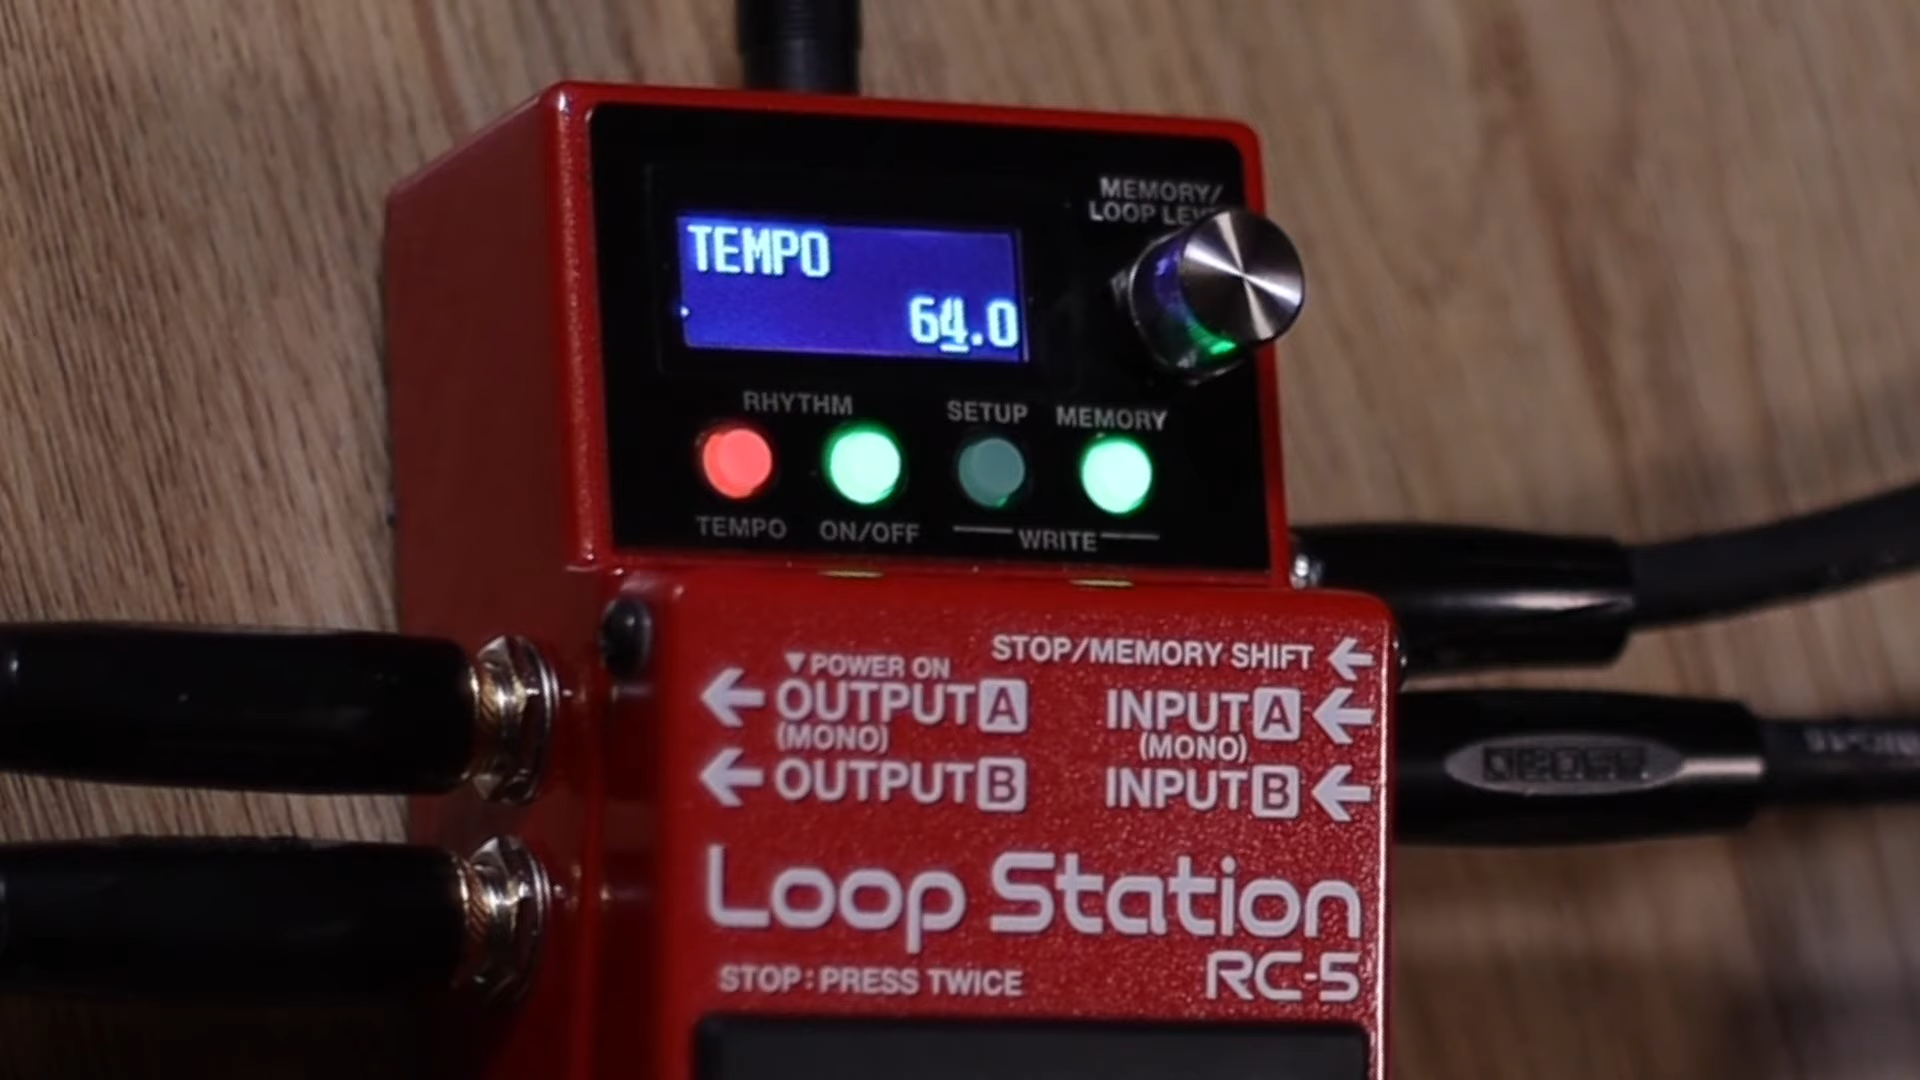 MEMORY/
LOOP LEV
TEMPO
64.0
RHYTHM
SETUP
MEMORY
TEMPO
ON/OFF
WRITE
STOP/MEMORY SHIFT
▼POWER ON
OUTPUT A
INPUT A
(MONO)
(MONO)
OUTPUT B
INPUT B
BOSS
Loop Station
RC-5
STOP : PRESS TWICE